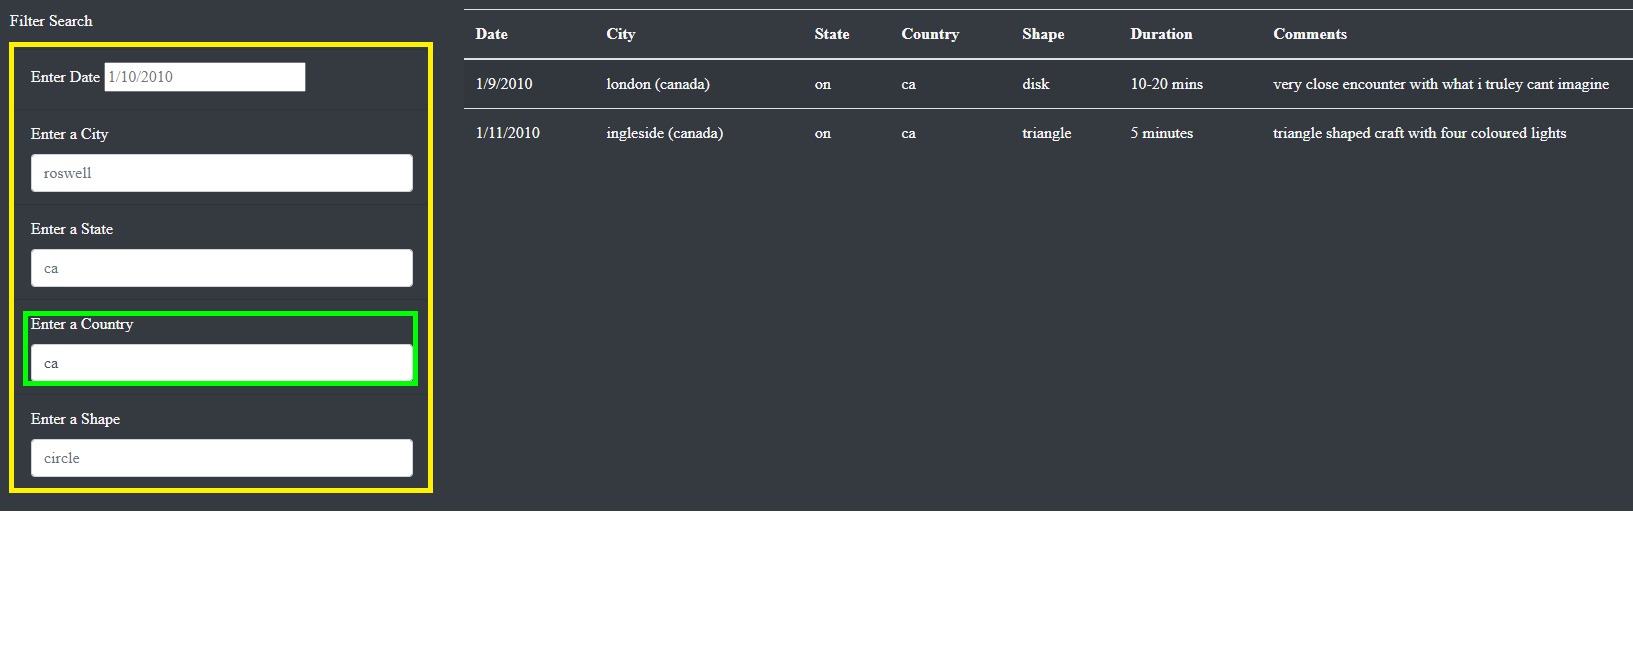 Filter Search
Enter Date 1/10/2010
Enter a City
roswell
Enter a State
ca
Enter a Country
ca
Enter a Shape
circle
Date City State Country Shape Duration Comments
1/9/2010 london (canada) on ca disk 10-20 mins very close encounter with what i truley cant imagine
1/11/2010 ingleside (canada) on ca triangle 5 minutes triangle shaped craft with four coloured lights